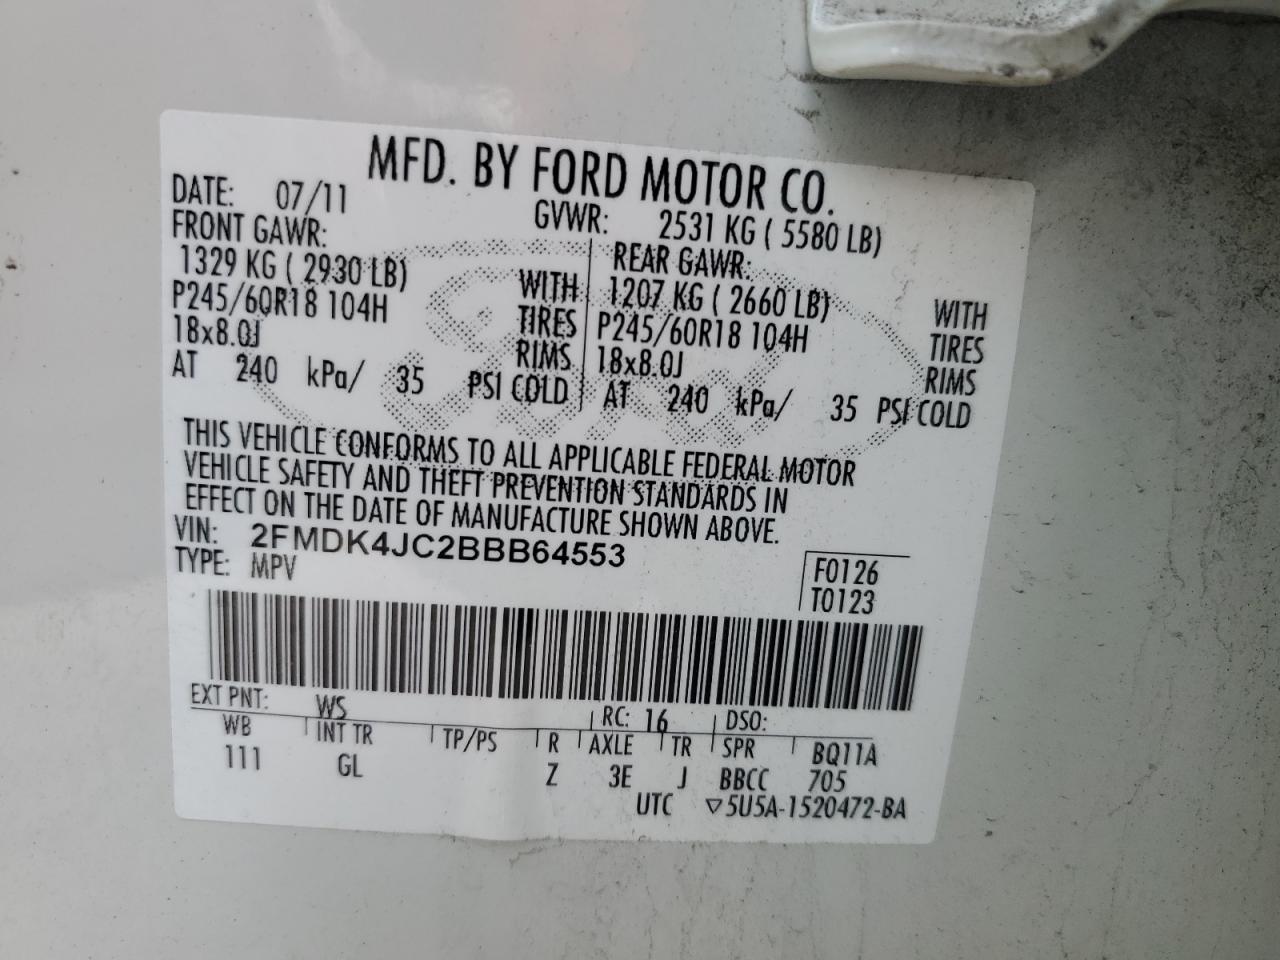 MFD. BY FORD MOTOR CO.
DATE: 07/11 GVWR: 2531 KG ( 5580 LB)
FRONT GAWR: REAR GAWR:
1329 KG ( 2930 LB) WITH 1207 KG ( 2660 LB) WITH
P245/60R18 104H TIRES P245/60R18 104H TIRES
18x8.0J RIMS 18x8.0J RIMS
AT 240 kPa/ 35 PSI COLD AT 240 kPa/ 35 PSI COLD
THIS VEHICLE CONFORMS TO ALL APPLICABLE FEDERAL MOTOR
VEHICLE SAFETY AND THEFT PREVENTION STANDARDS IN
EFFECT ON THE DATE OF MANUFACTURE SHOWN ABOVE.
VIN: 2FMDK4JC2BBB64553
TYPE: MPV F0126
T0123
EXT PNT: WS RC: 16 DSO:
WB INT TR TP/PS R AXLE TR SPR BQ11A
111 GL Z 3E J BBCC 705
UTC ▽5U5A-1520472-BA